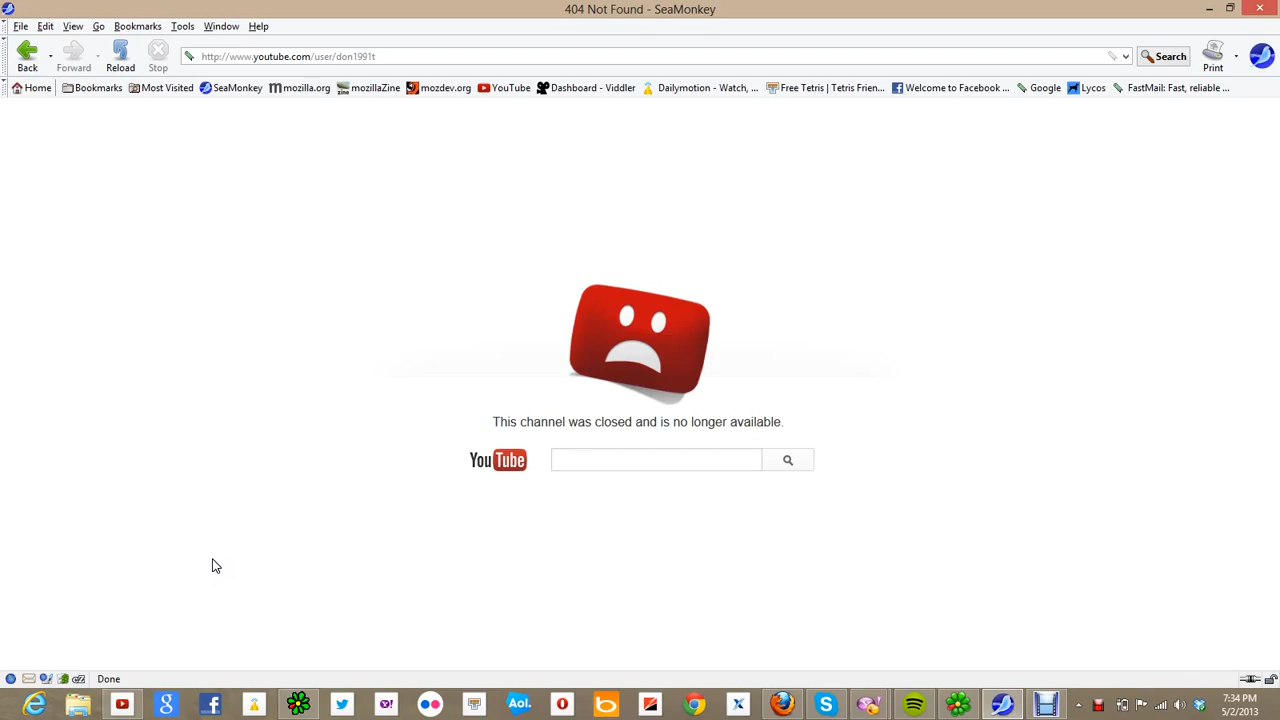 404 Not Found - SeaMonkey
File Edit View Go Bookmarks Tools Window Help
Back Forward Reload Stop http://www.youtube.com/user/don1991t Search Print
Home Bookmarks Most Visited SeaMonkey mozilla.org mozillaZine mozdev.org YouTube Dashboard - Viddler Dailymotion - Watch, ... Free Tetris | Tetris Frien... Welcome to Facebook ... Google Lycos FastMail: Fast, reliable ...
This channel was closed and is no longer available.
YouTube
Done
Aol.
7:34 PM
5/2/2013